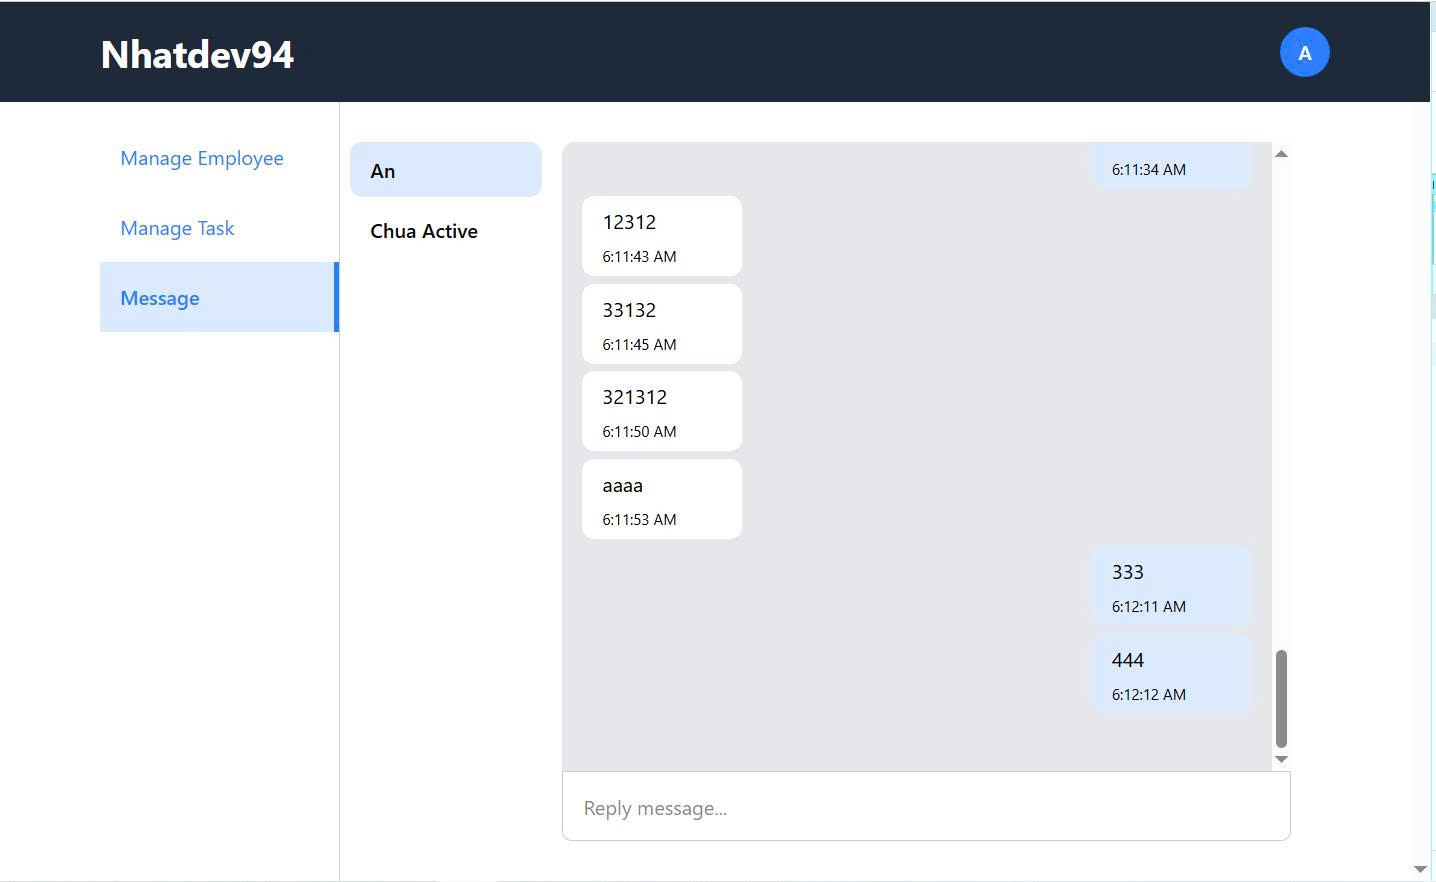 Nhatdev94
A
Manage Employee
Manage Task
Message
An
Chua Active
6:11:34 AM
12312
6:11:43 AM
33132
6:11:45 AM
321312
6:11:50 AM
aaaa
6:11:53 AM
333
6:12:11 AM
444
6:12:12 AM
Reply message...